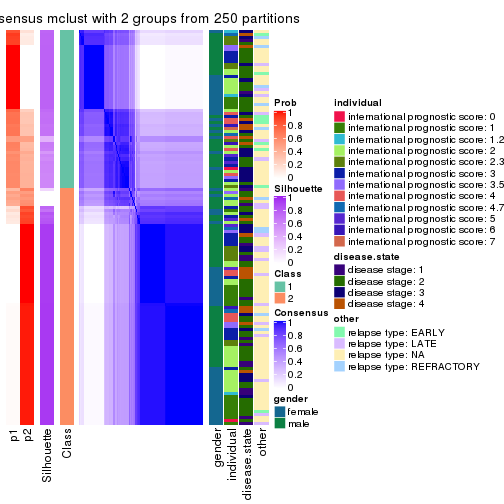 sensus mclust with 2 groups from 250 partitions
p1
p2
Silhouette
Class
gender
individual
disease.state
other
Prob
1
0.8
0.6
0.4
0.2
0
Silhouette
1
0.8
0.6
0.4
0.2
0
Class
1
2
Consensus
1
0.8
0.6
0.4
0.2
0
gender
female
male
individual
international prognostic score: 0
international prognostic score: 1
international prognostic score: 1.2
international prognostic score: 2
international prognostic score: 2.3
international prognostic score: 3
international prognostic score: 3.5
international prognostic score: 4
international prognostic score: 4.7
international prognostic score: 5
international prognostic score: 6
international prognostic score: 7
disease.state
disease stage: 1
disease stage: 2
disease stage: 3
disease stage: 4
other
relapse type: EARLY
relapse type: LATE
relapse type: NA
relapse type: REFRACTORY